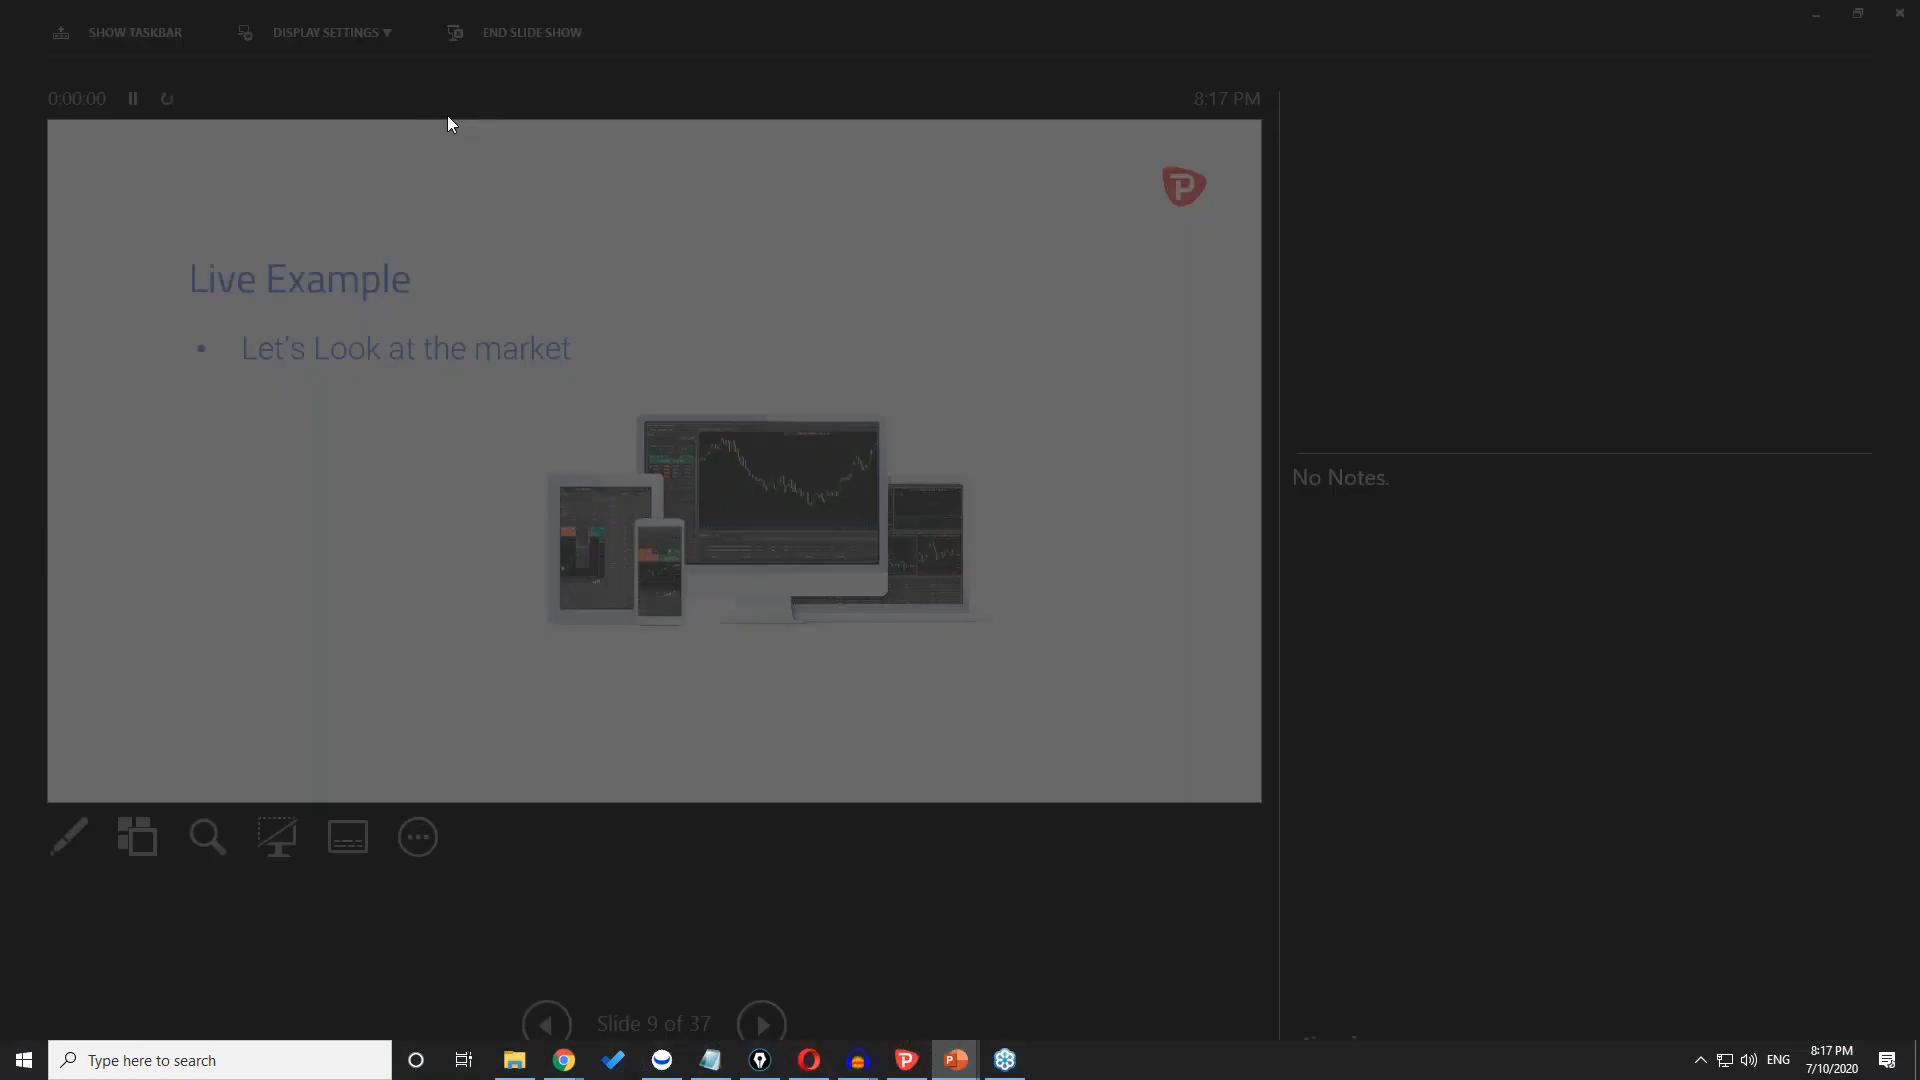 SHOW TASKBAR
DISPLAY SETTINGS ▼
END SLIDE SHOW
0:00:00
8:17 PM
P
Live Example
• Let's Look at the market
No Notes.
Slide 9 of 37
Type here to search
ENG
8:17 PM
7/10/2020